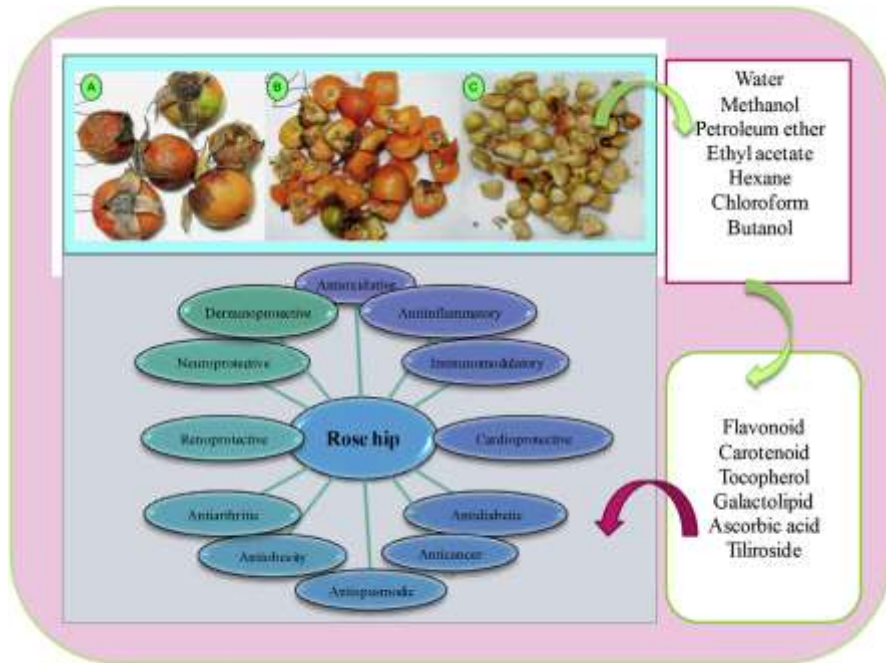 A
B
C
Water
Methanol
Petroleum ether
Ethyl acetate
Hexane
Chloroform
Butanol
Antioxidative
Dermoprotective
Antiinflammatory
Neuroprotective
Immunomodulatory
Rose hip
Renoprotective
Cardioprotective
Antiarthritic
Antidiabetic
Antiobesity
Anticancer
Antispasmodic
Flavonoid
Carotenoid
Tocopherol
Galactolipid
Ascorbic acid
Tiliroside